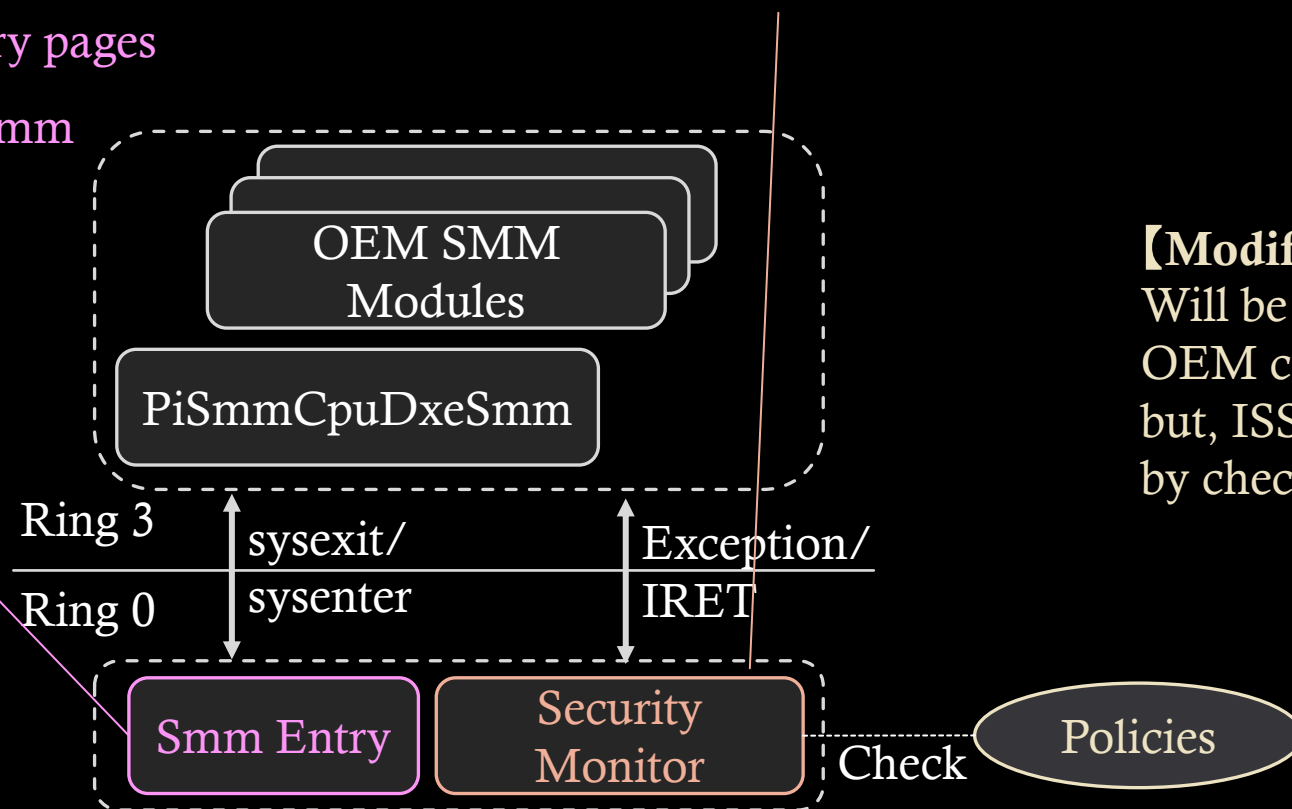 ry pages
mm
OEM SMM
Modules
PiSmmCpuDxeSmm
【Modif
Will be
OEM c
but, ISS
by chec
Ring 3
sysexit/
Exception/
Ring 0
sysenter
IRET
Smm Entry
Security
Monitor
Check
Policies